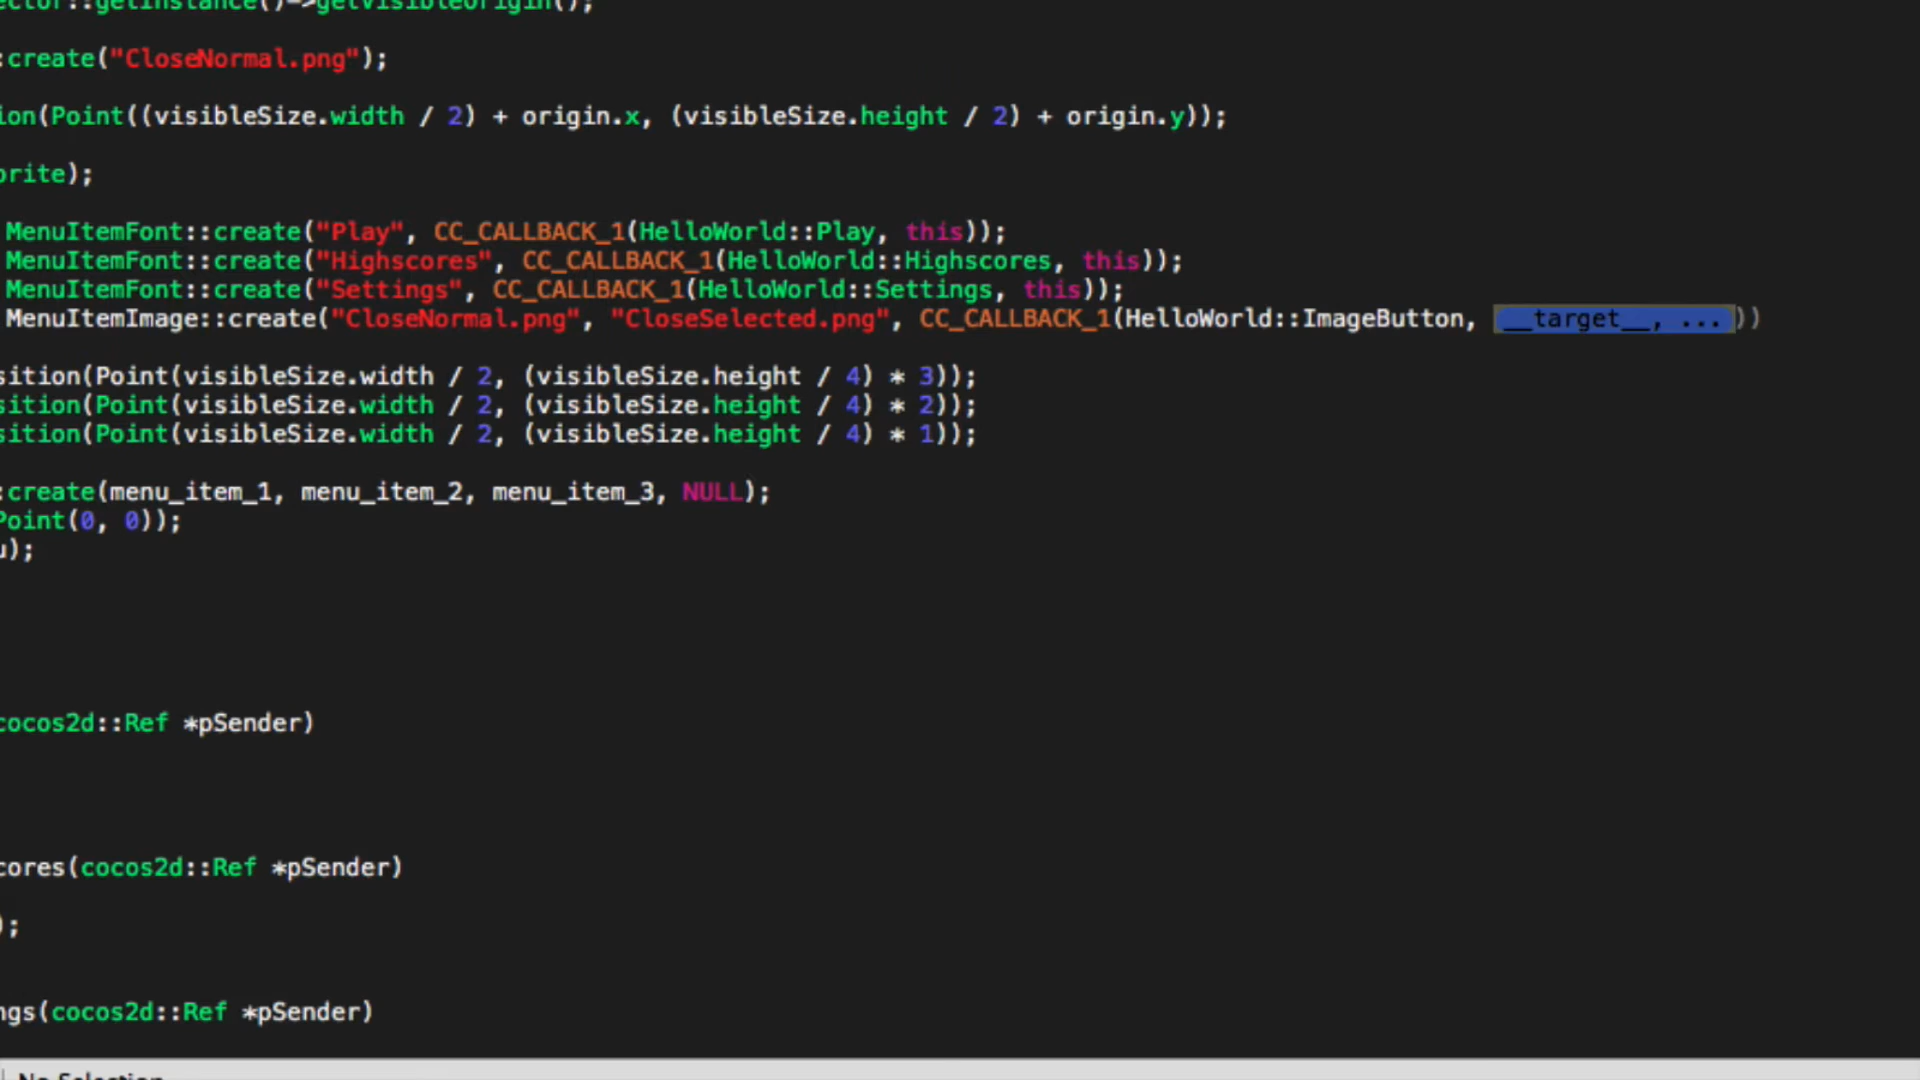 ector::getInstance()->getVisibleOrigin();
:create("CloseNormal.png");
ion(Point((visibleSize.width / 2) + origin.x, (visibleSize.height / 2) + origin.y));
prite);
MenuItemFont::create("Play", CC_CALLBACK_1(HelloWorld::Play, this));
MenuItemFont::create("Highscores", CC_CALLBACK_1(HelloWorld::Highscores, this));
MenuItemFont::create("Settings", CC_CALLBACK_1(HelloWorld::Settings, this));
MenuItemImage::create("CloseNormal.png", "CloseSelected.png", CC_CALLBACK_1(HelloWorld::ImageButton, __target__, ...))
sition(Point(visibleSize.width / 2, (visibleSize.height / 4) * 3));
sition(Point(visibleSize.width / 2, (visibleSize.height / 4) * 2));
sition(Point(visibleSize.width / 2, (visibleSize.height / 4) * 1));
:create(menu_item_1, menu_item_2, menu_item_3, NULL);
Point(0, 0));
u);
cocos2d::Ref *pSender)
cores(cocos2d::Ref *pSender)
);
ngs(cocos2d::Ref *pSender)
No Selection